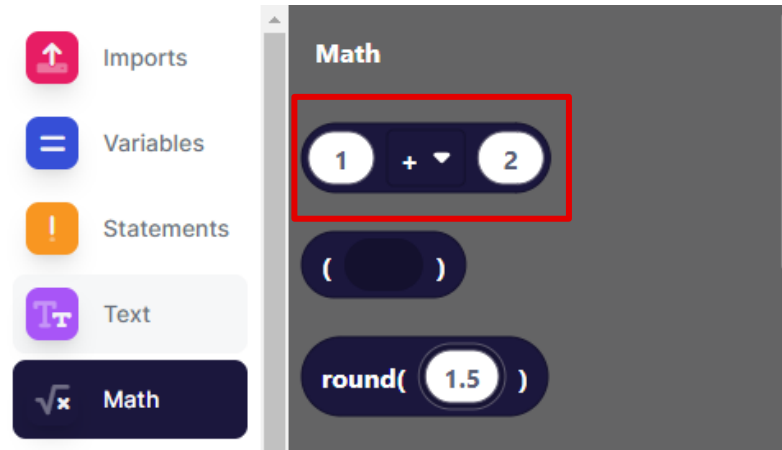 Imports
Variables
Statements
Text
Math
Math
1 + 2
( )
round( 1.5 )